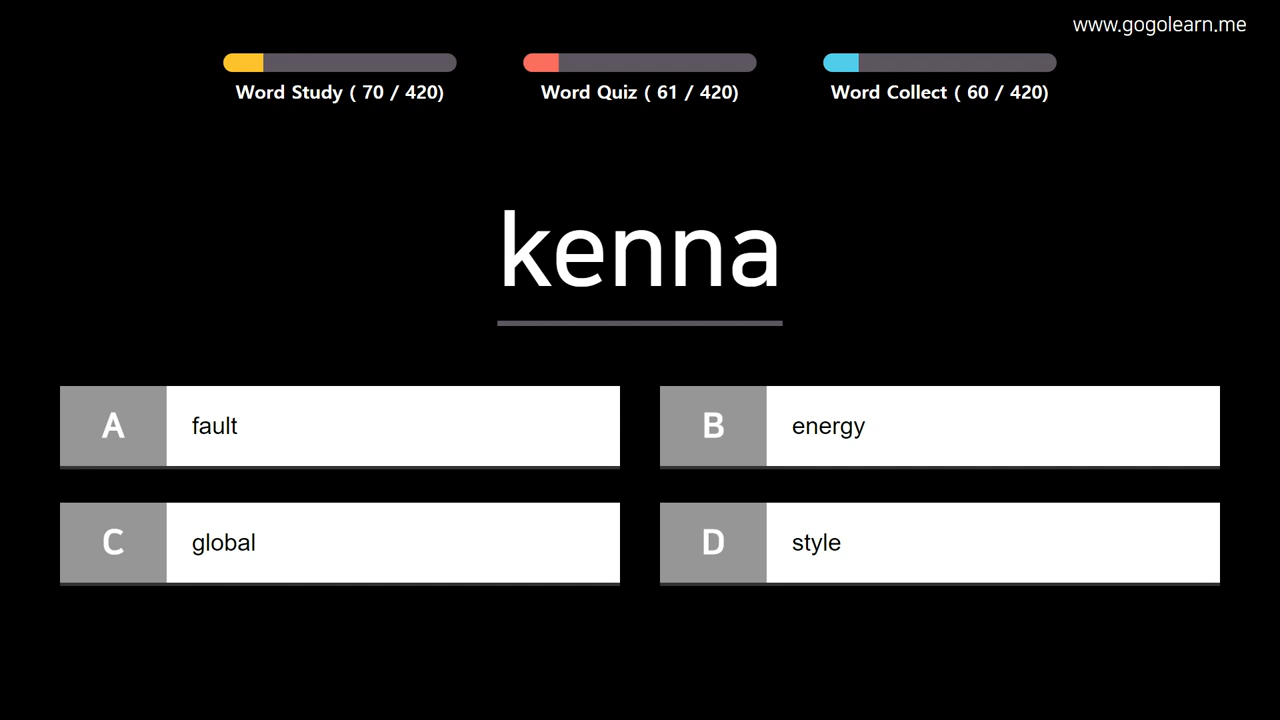 www.gogolearn.me
Word Study ( 70 / 420)
Word Quiz ( 61 / 420)
Word Collect ( 60 / 420)
kenna
A fault
B energy
C global
D style